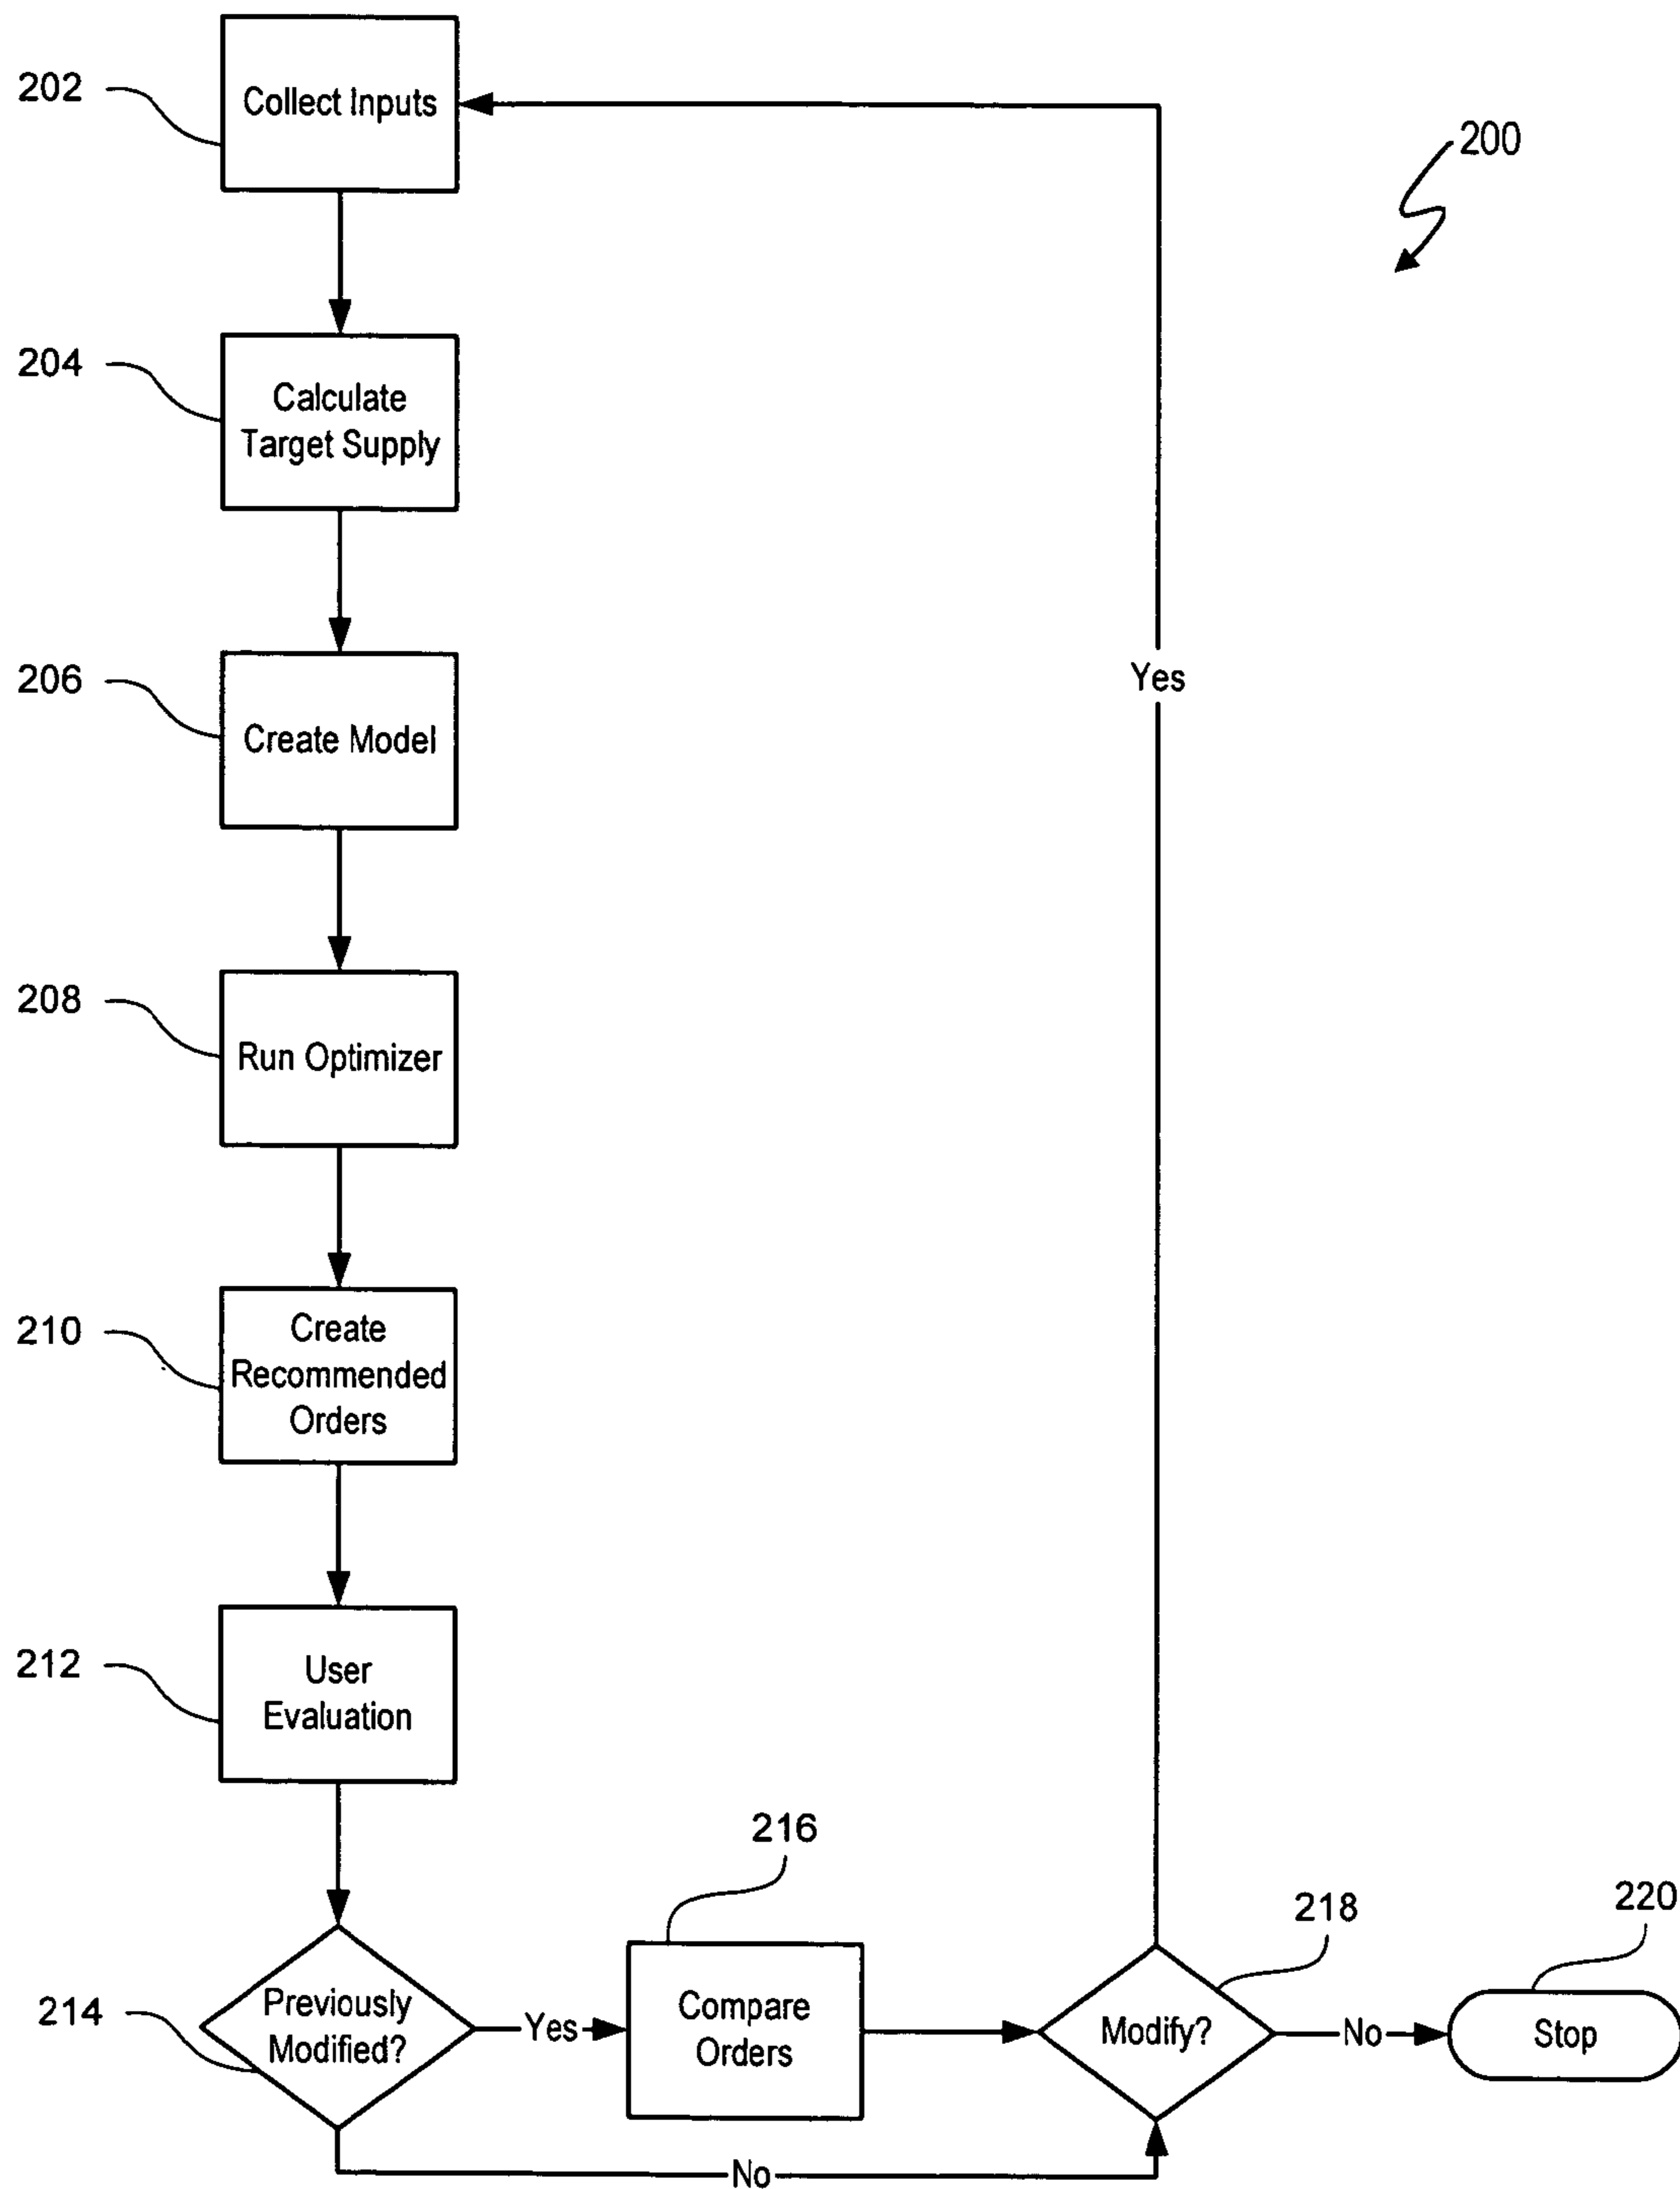 202
Collect Inputs
200
204
Calculate
Target Supply
206
Create Model
Yes
208
Run Optimizer
210
Create
Recommended
Orders
212
User
Evaluation
214
Previously
Modified?
Yes
216
Compare
Orders
218
Modify?
No
220
Stop
No